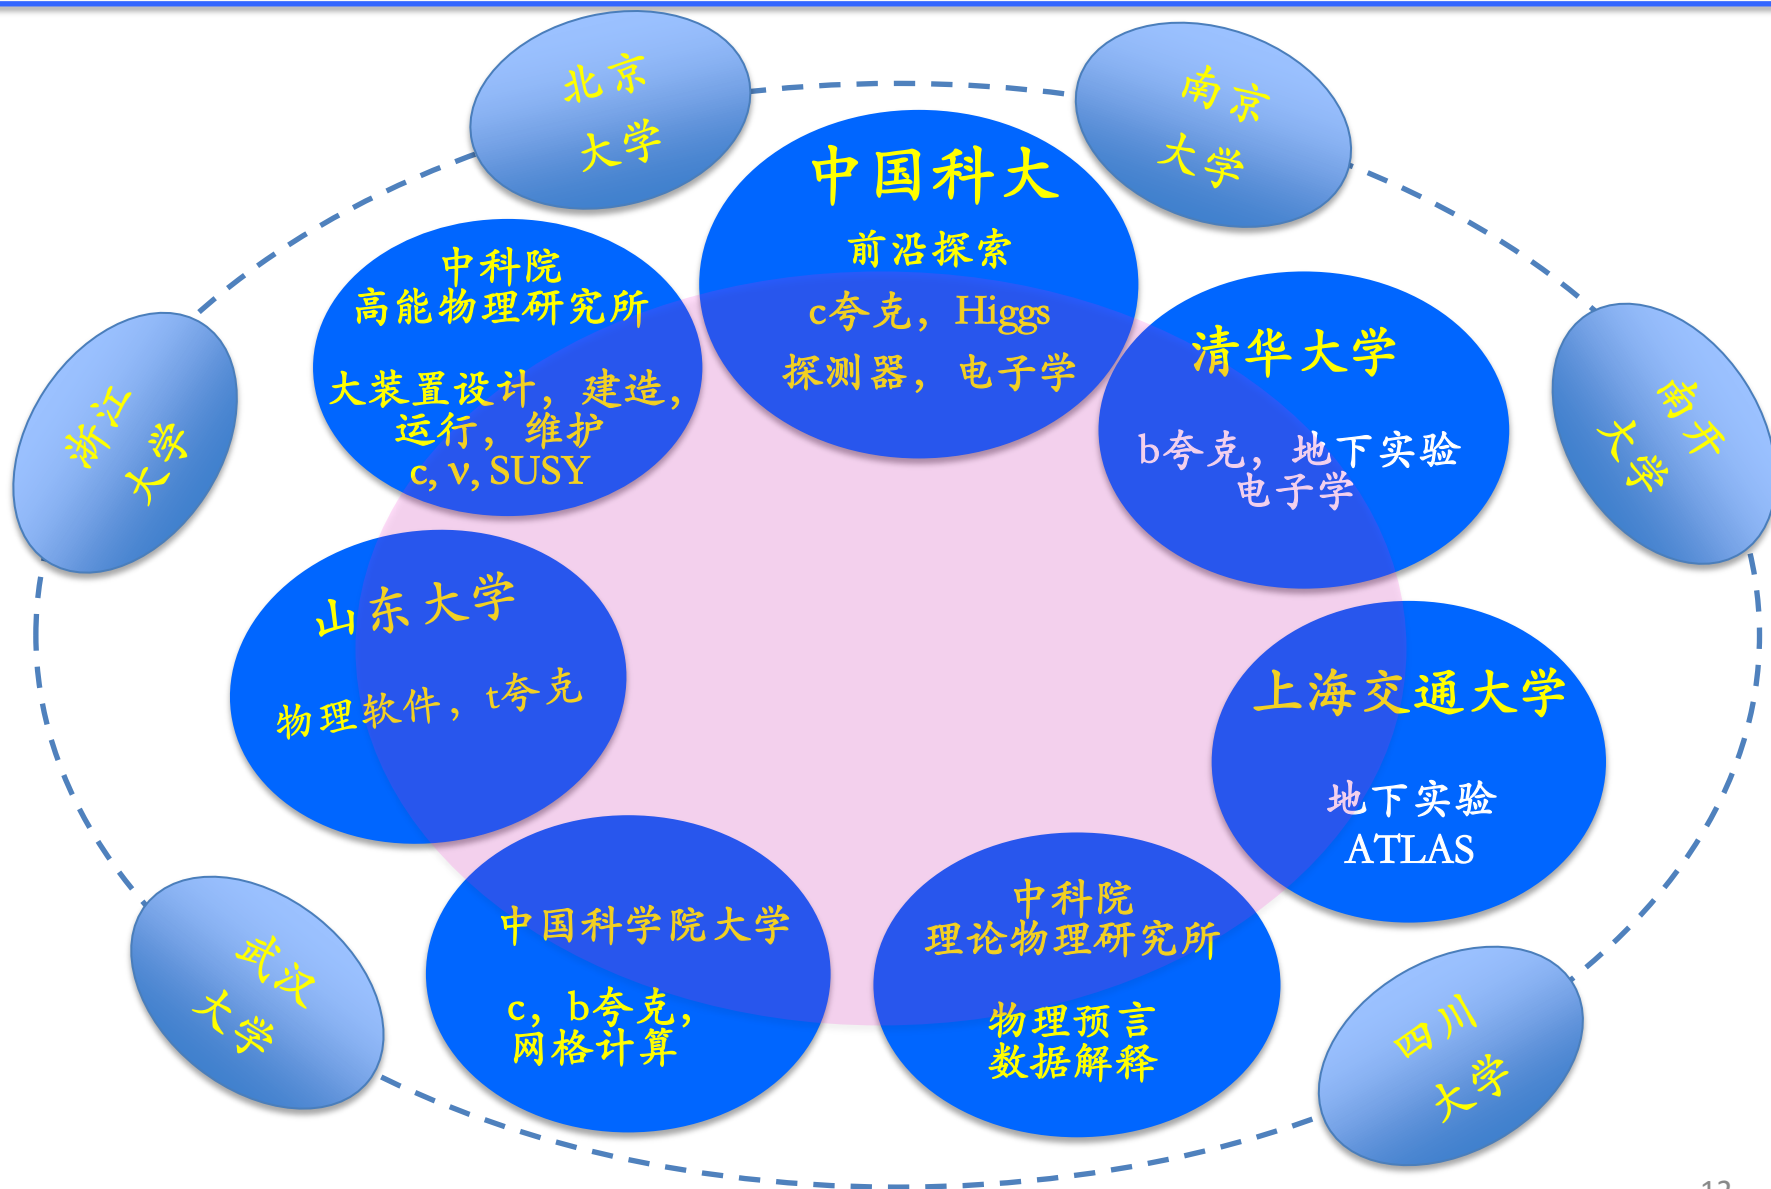 北京
大学
南京
大学
中国科大
前沿探索
c夸克，Higgs
探测器，电子学
中科院
高能物理研究所
大装置设计，建造，
运行，维护
c, ν, SUSY
清华大学
b夸克，地下实验
电子学
浙江
大学
南开
大学
山东大学
物理软件，t夸克
上海交通大学
地下实验
ATLAS
中国科学院大学
c，b夸克，
网格计算
中科院
理论物理研究所
物理预言
数据解释
武汉
大学
四川
大学